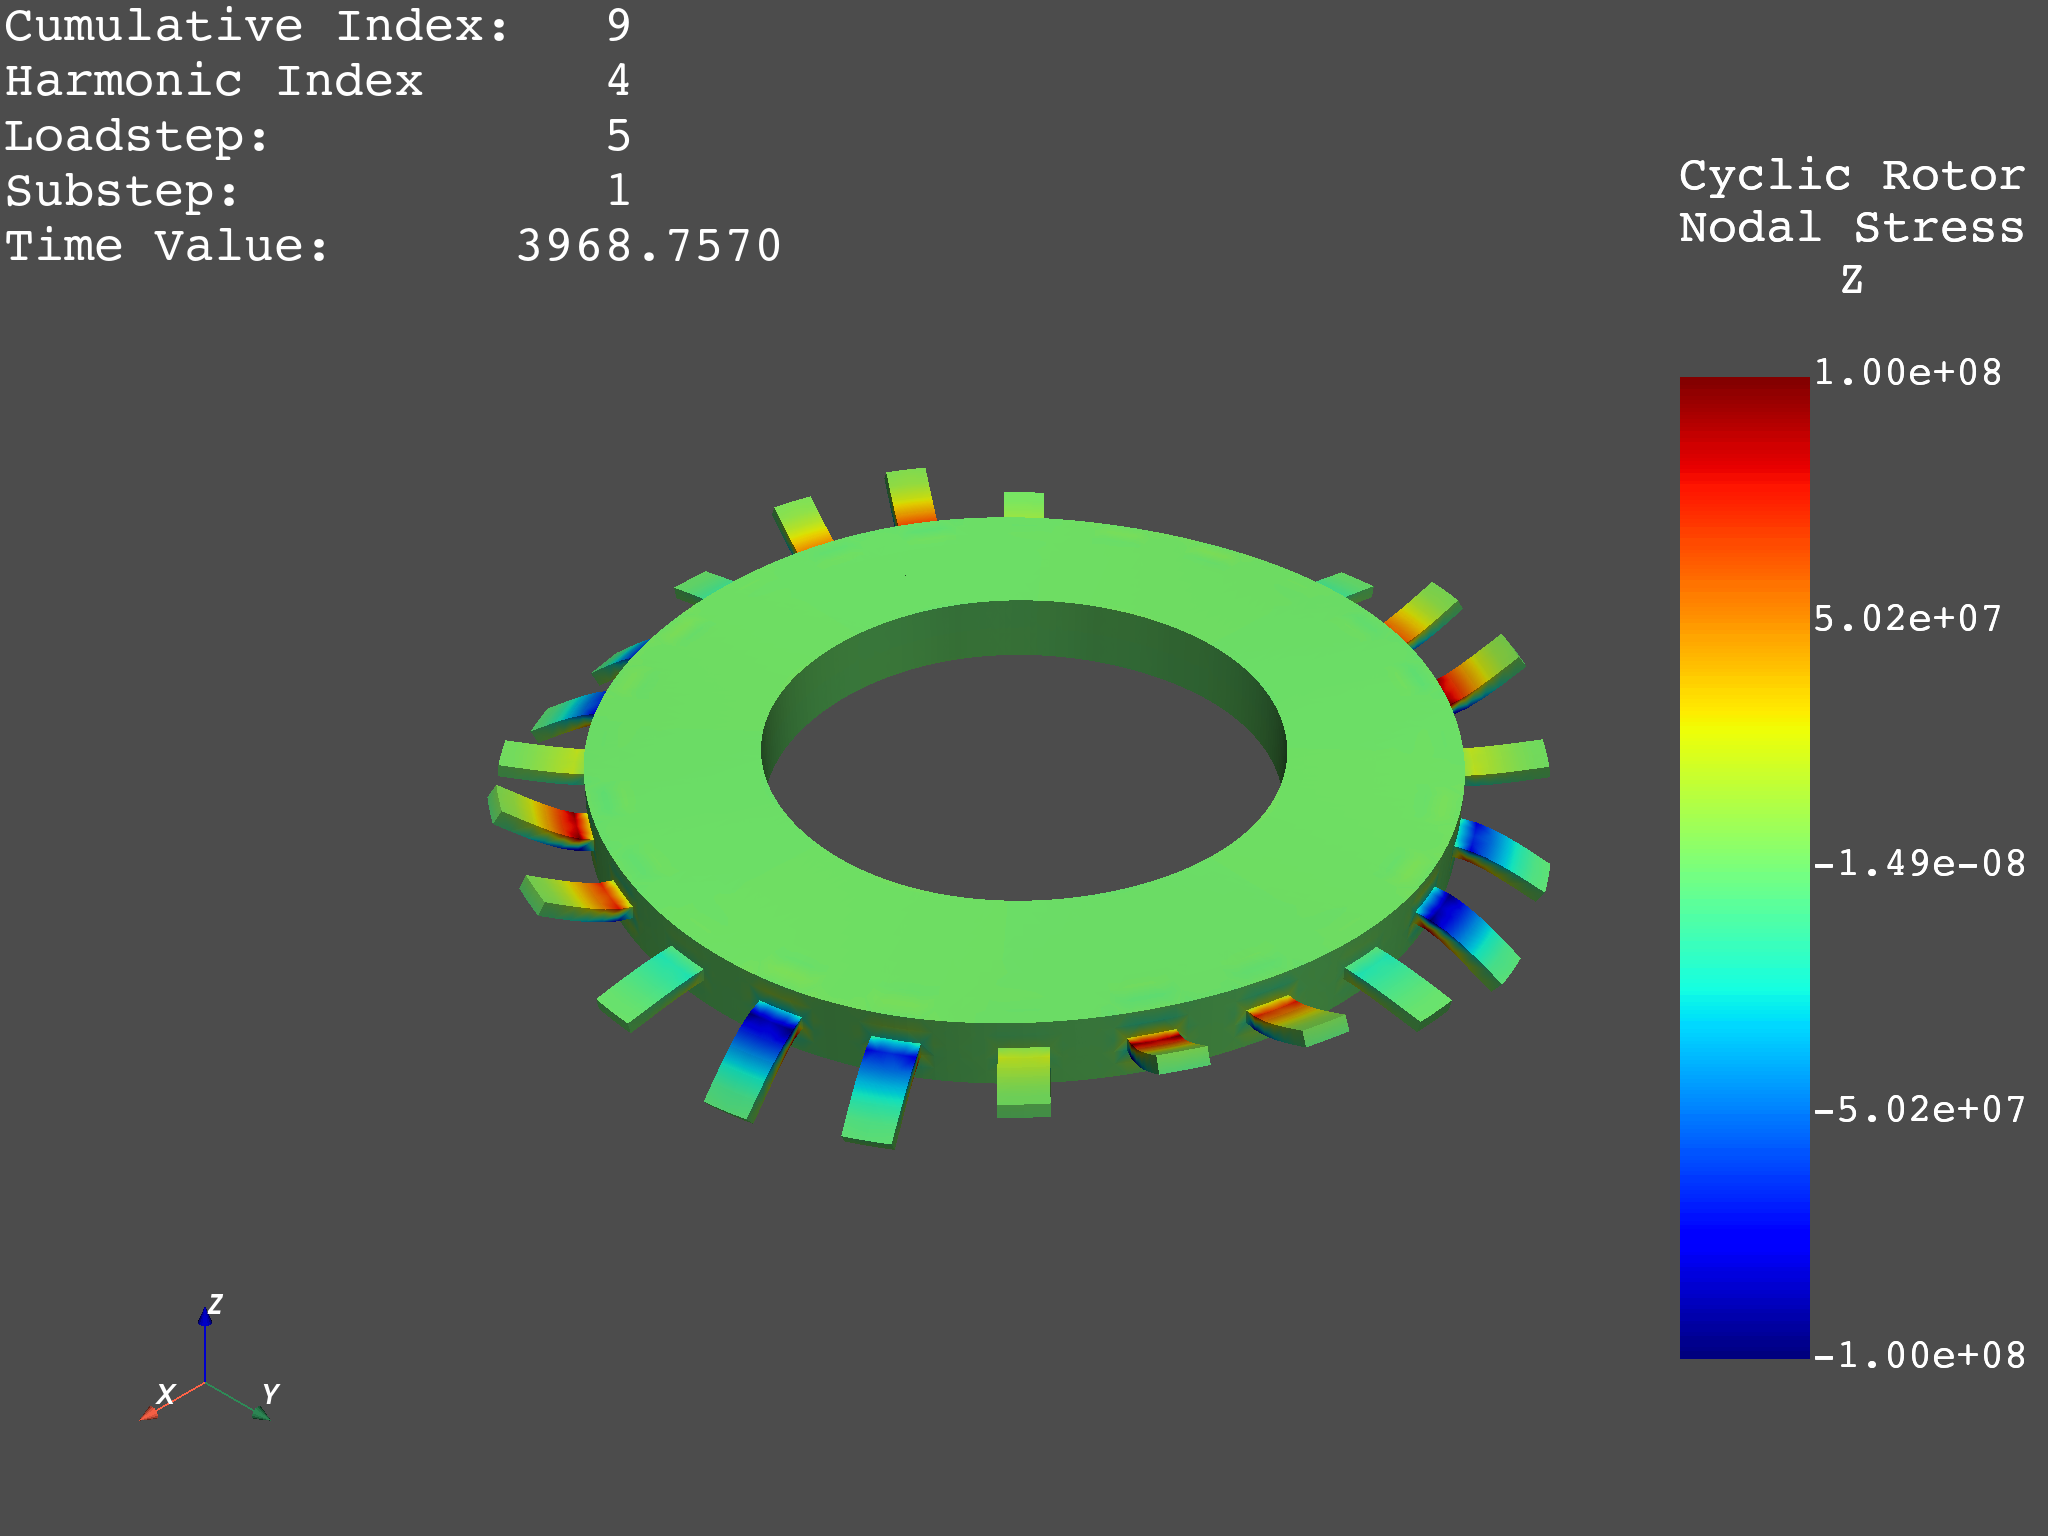 Cumulative Index: 9
Harmonic Index 4
Loadstep: 5
Substep: 1
Time Value: 3968.7570
Cyclic Rotor
Nodal Stress
Z
1.00e+08
5.02e+07
-1.49e-08
-5.02e+07
-1.00e+08
Z
X
Y